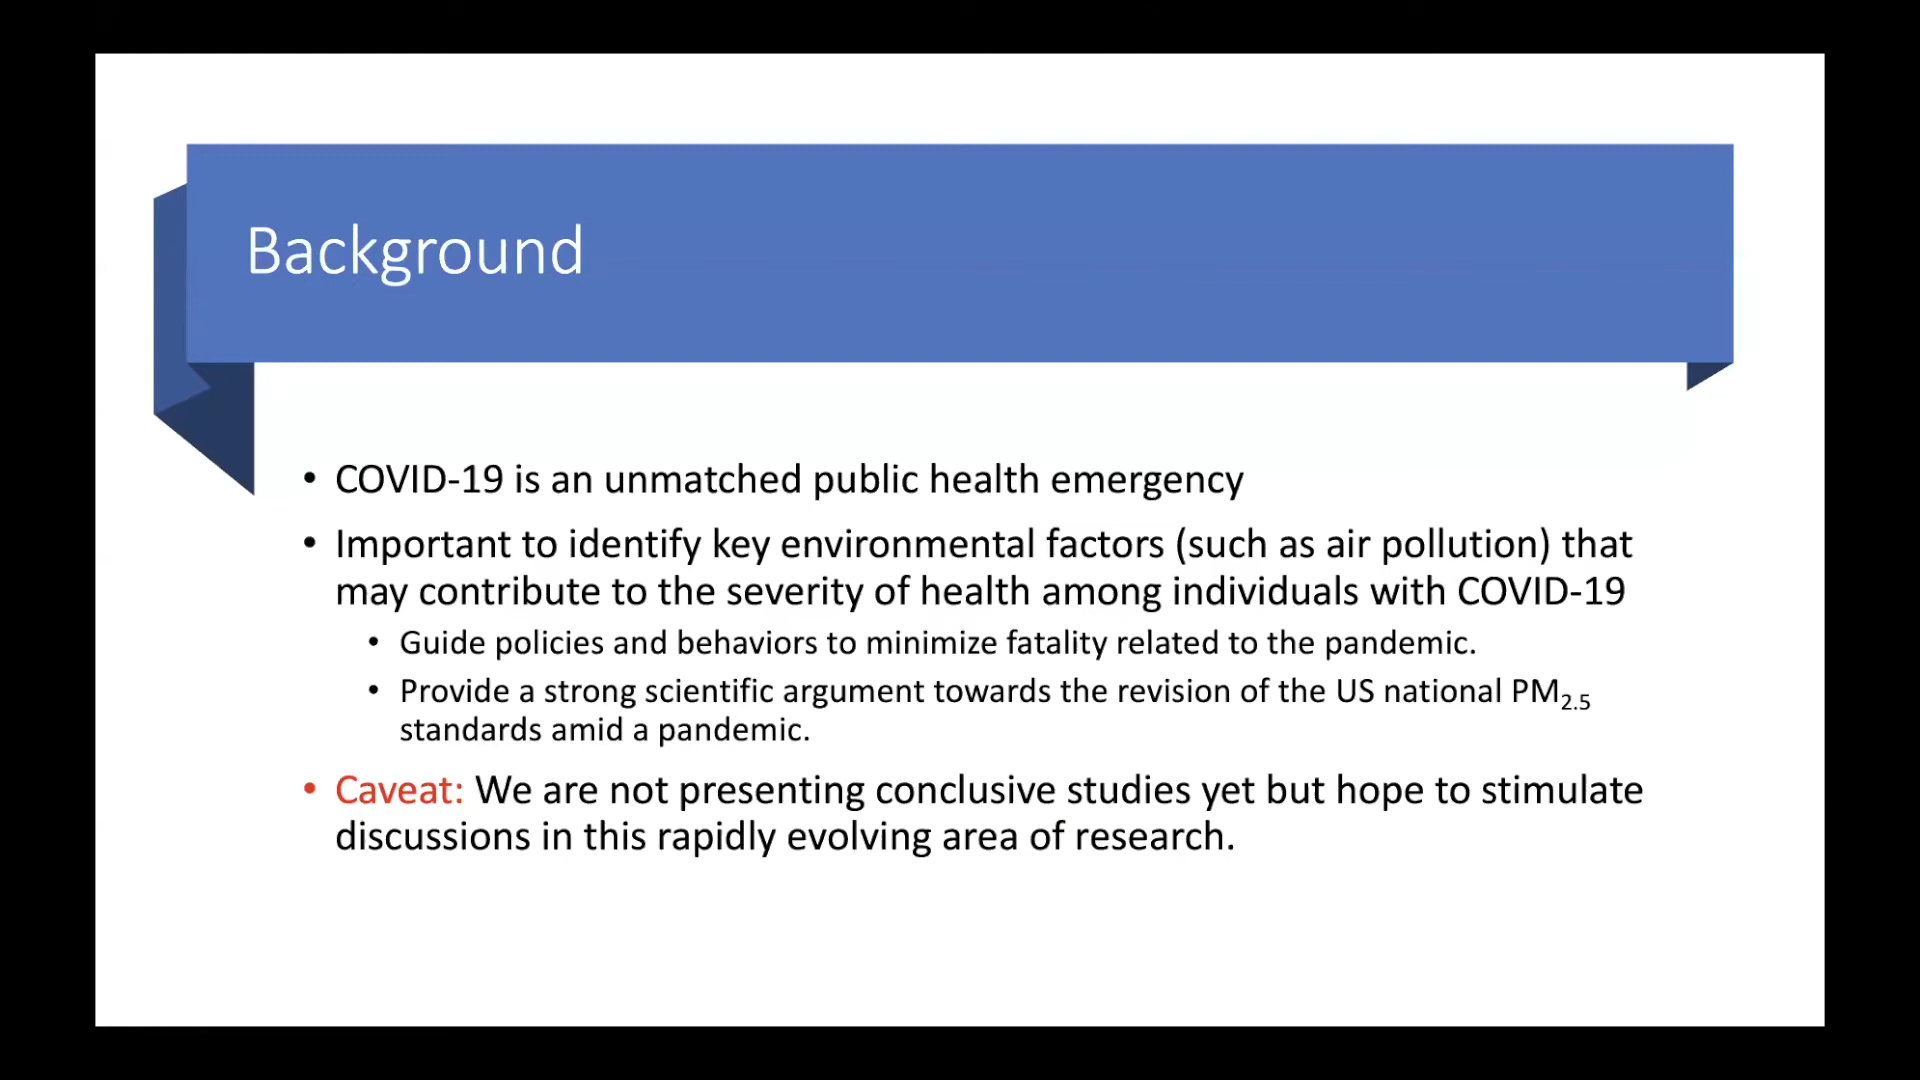 Background
• COVID-19 is an unmatched public health emergency
• Important to identify key environmental factors (such as air pollution) that
may contribute to the severity of health among individuals with COVID-19
• Guide policies and behaviors to minimize fatality related to the pandemic.
• Provide a strong scientific argument towards the revision of the US national PM₂.₅
standards amid a pandemic.
• Caveat: We are not presenting conclusive studies yet but hope to stimulate
discussions in this rapidly evolving area of research.